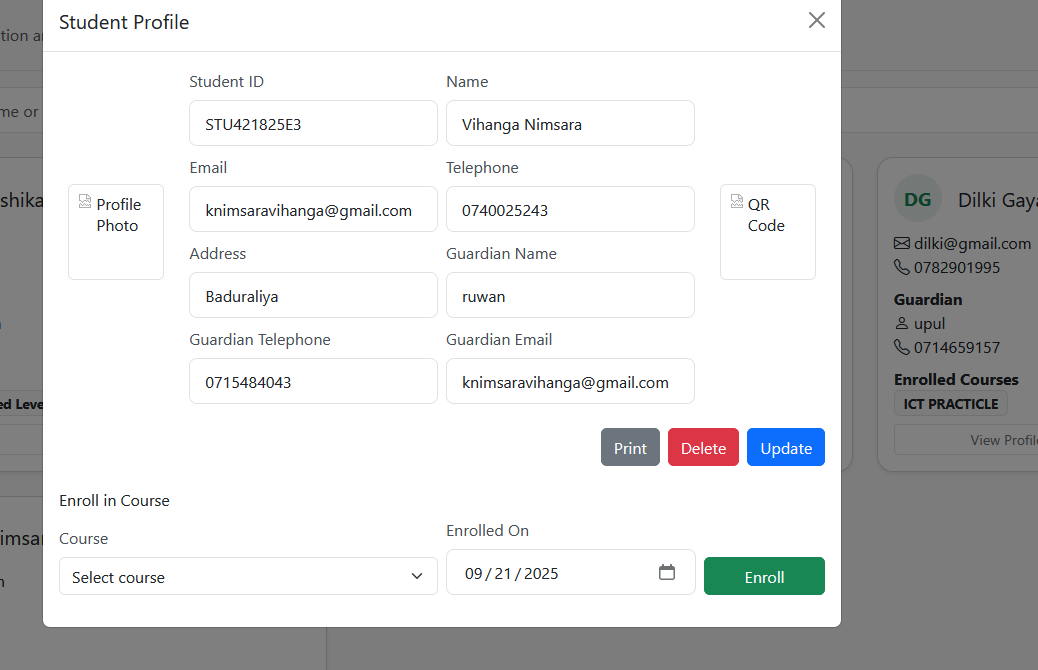 Student Profile
Student ID
Name
STU421825E3
Vihanga Nimsara
Email
Telephone
knimsaravihanga@gmail.com
0740025243
Profile
Photo
QR
Code
Address
Guardian Name
Baduraliya
ruwan
Guardian Telephone
Guardian Email
0715484043
knimsaravihanga@gmail.com
Print
Delete
Update
Enroll in Course
Course
Enrolled On
Select course
09/21/2025
Enroll
tion a
me or
shika
ed Leve
imsar
n
DG
Dilki Gaya
dilki@gmail.com
0782901995
Guardian
upul
0714659157
Enrolled Courses
ICT PRACTICLE
View Profile